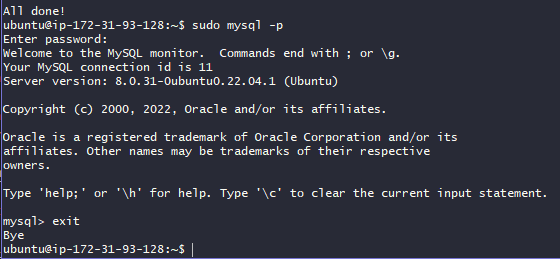 All done!
ubuntu@ip-172-31-93-128:~$ sudo mysql -p
Enter password:
Welcome to the MySQL monitor.  Commands end with ; or \g.
Your MySQL connection id is 11
Server version: 8.0.31-0ubuntu0.22.04.1 (Ubuntu)
Copyright (c) 2000, 2022, Oracle and/or its affiliates.
Oracle is a registered trademark of Oracle Corporation and/or its
affiliates. Other names may be trademarks of their respective
owners.
Type 'help;' or '\h' for help. Type '\c' to clear the current input statement.
mysql> exit
Bye
ubuntu@ip-172-31-93-128:~$